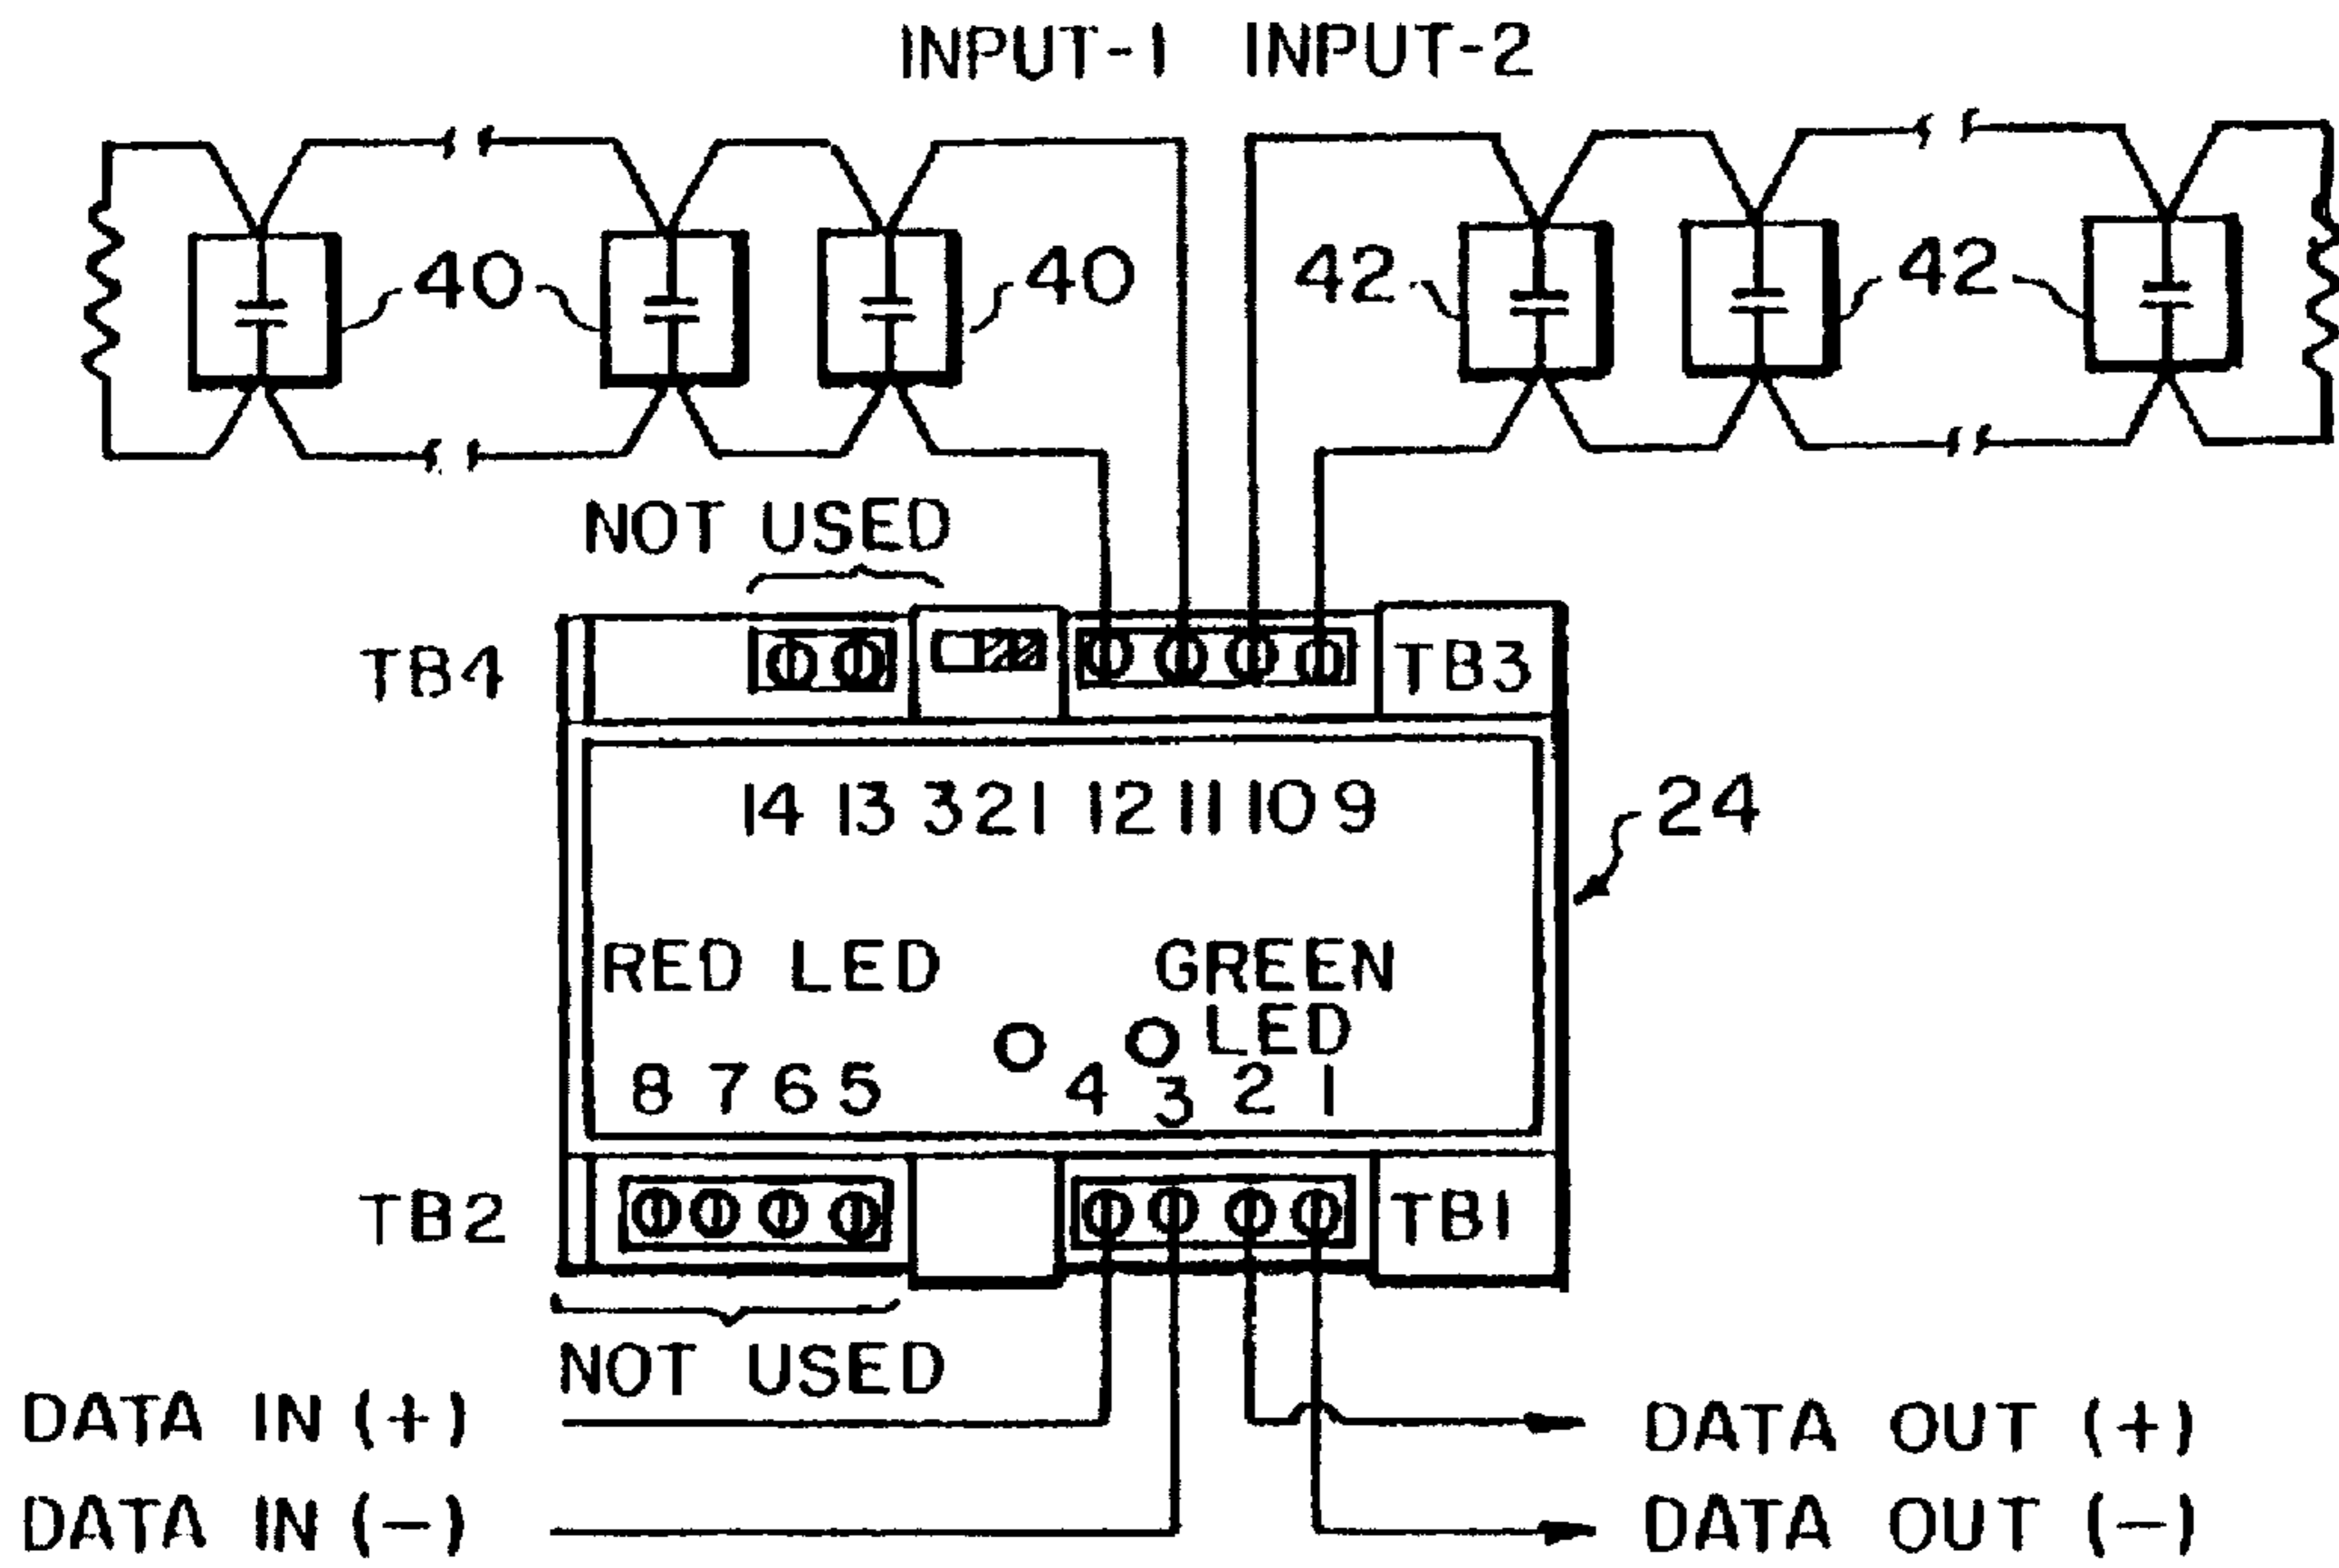 INPUT-1 INPUT-2
40 40 42 42
NOT USED
TB4 TB3
14 13 3 2 1 12 11 10 9
24
RED LED GREEN
LED
8 7 6 5 4 3 2 1
TB2 TB1
NOT USED
DATA IN (+) DATA OUT (+)
DATA IN (−) DATA OUT (−)